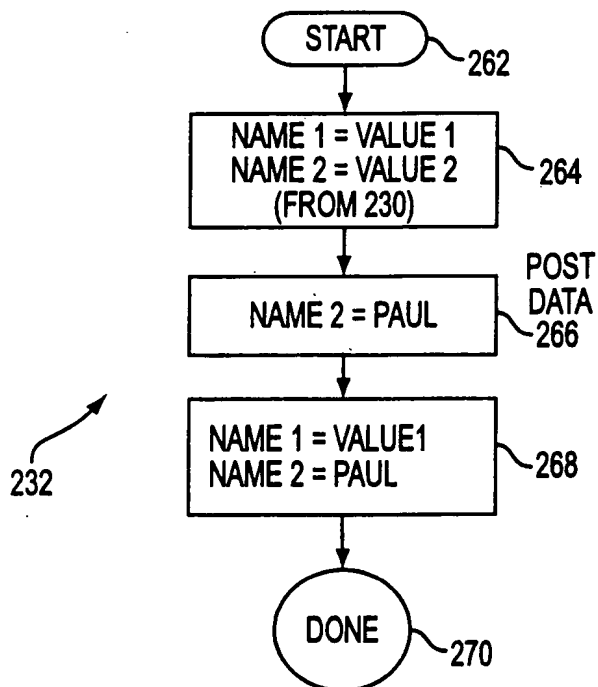 START
262
NAME 1 = VALUE 1
NAME 2 = VALUE 2
(FROM 230)
264
POST
DATA
NAME 2 = PAUL
266
NAME 1 = VALUE1
NAME 2 = PAUL
268
232
DONE
270